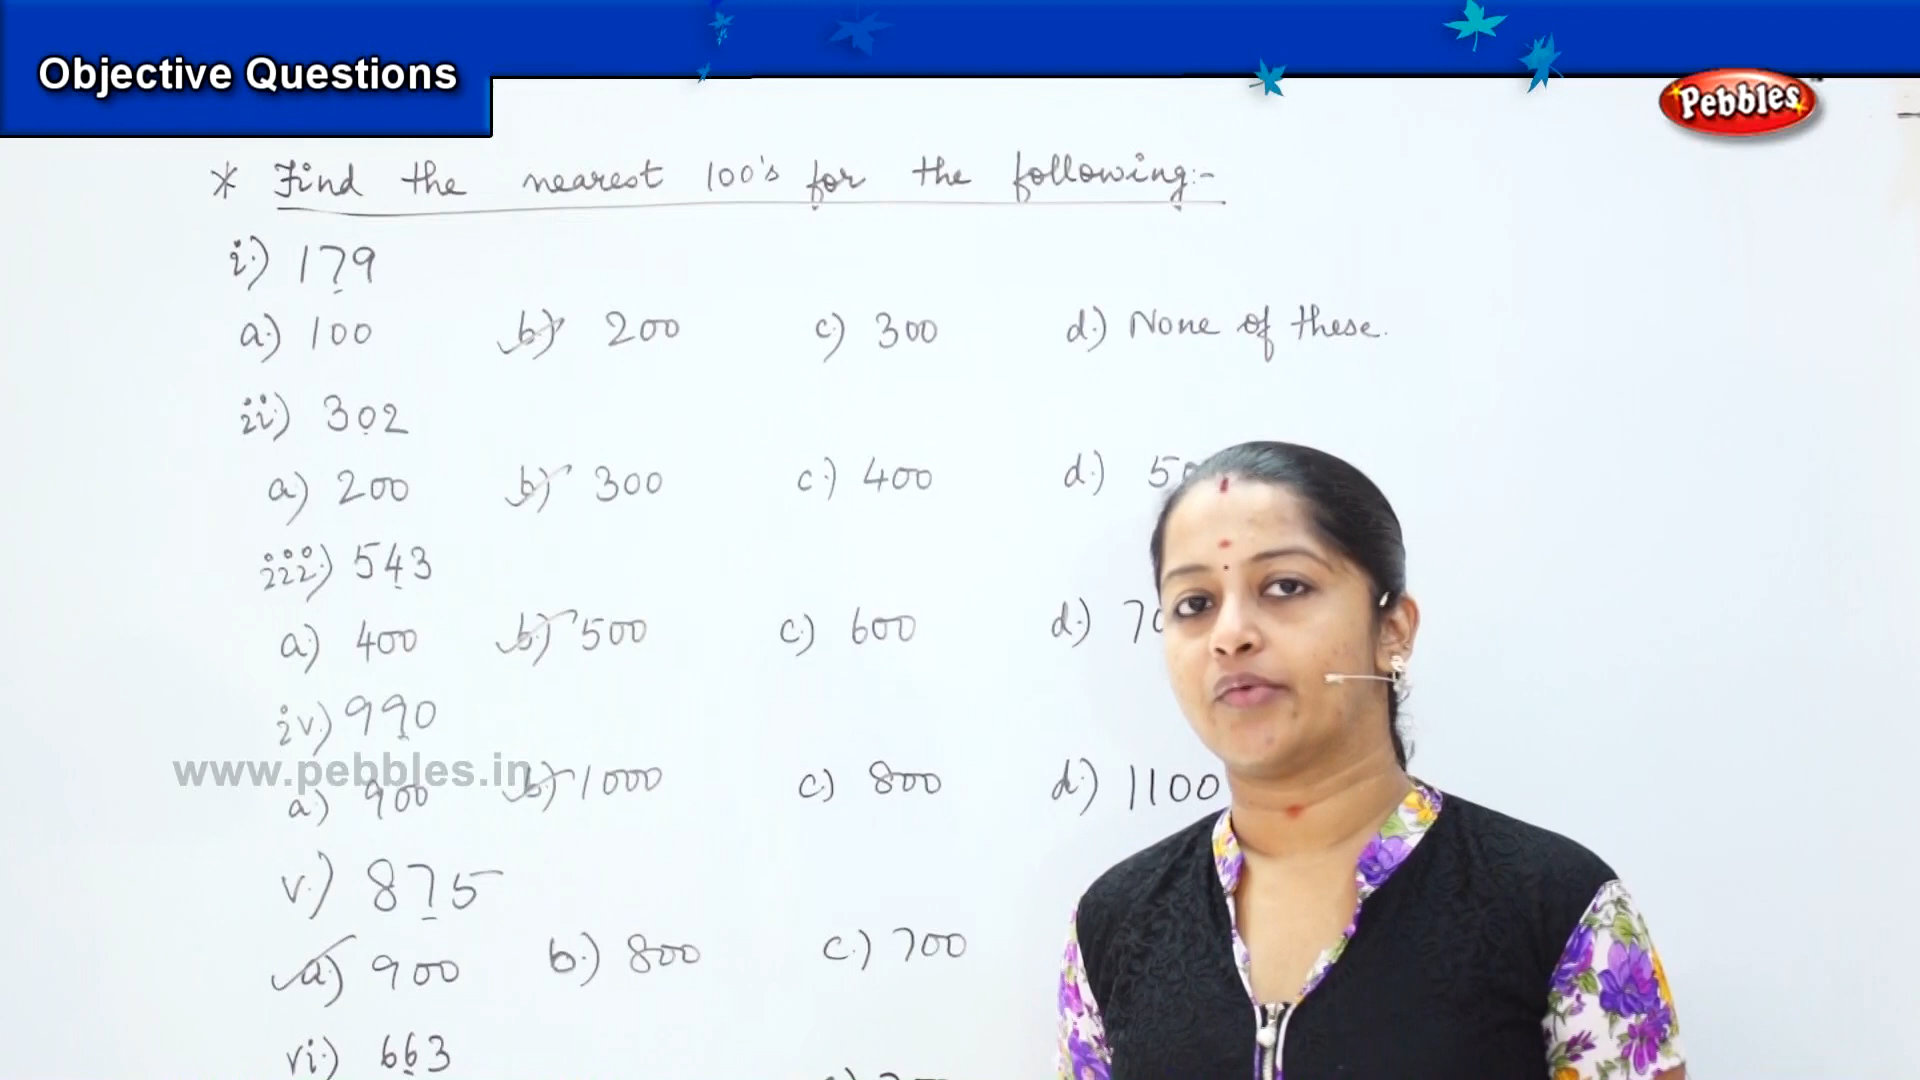 Objective Questions
Pebbles
* Find the nearest 100's for the following:-
i.) 179
a.) 100 b.) 200 c.) 300 d.) None of these.
ii.) 302
a.) 200 b.) 300 c.) 400 d.)
iii.) 543
a.) 400 b.) 500 c.) 600 d.)
iv.) 990
www.pebbles.in
a.) 900 b.) 1000 c.) 800 d.) 1100
v.) 875
a.) 900 b.) 800 c.) 700
vi.) 663